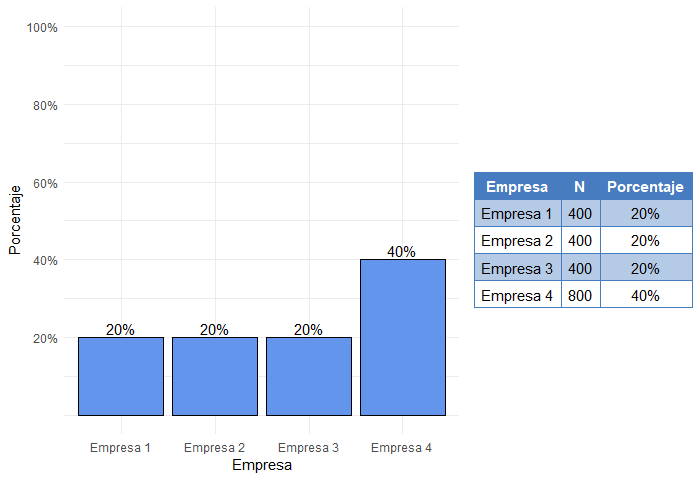 100%
80%
60%
40%
20%
Porcentaje
20%
20%
20%
40%
Empresa 1
Empresa 2
Empresa 3
Empresa 4
Empresa
Empresa N Porcentaje
Empresa 1 400 20%
Empresa 2 400 20%
Empresa 3 400 20%
Empresa 4 800 40%